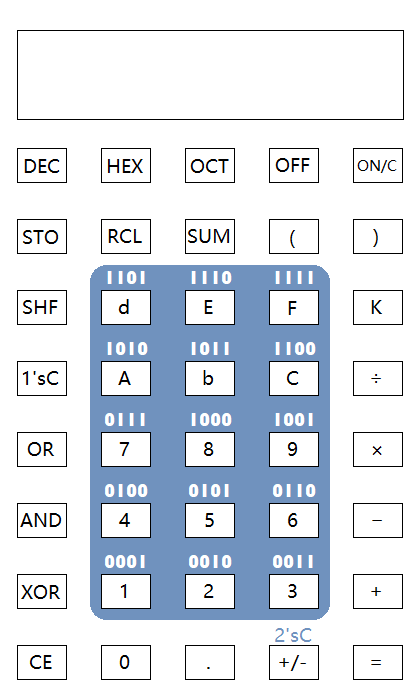 DEC HEX OCT OFF ON/C
STO RCL SUM ( )
1101 1110 1111
SHF d E F K
1010 1011 1100
1'sC A b C ÷
0111 1000 1001
OR 7 8 9 ×
0100 0101 0110
AND 4 5 6 −
0001 0010 0011
XOR 1 2 3 +
2'sC
CE 0 . +/- =